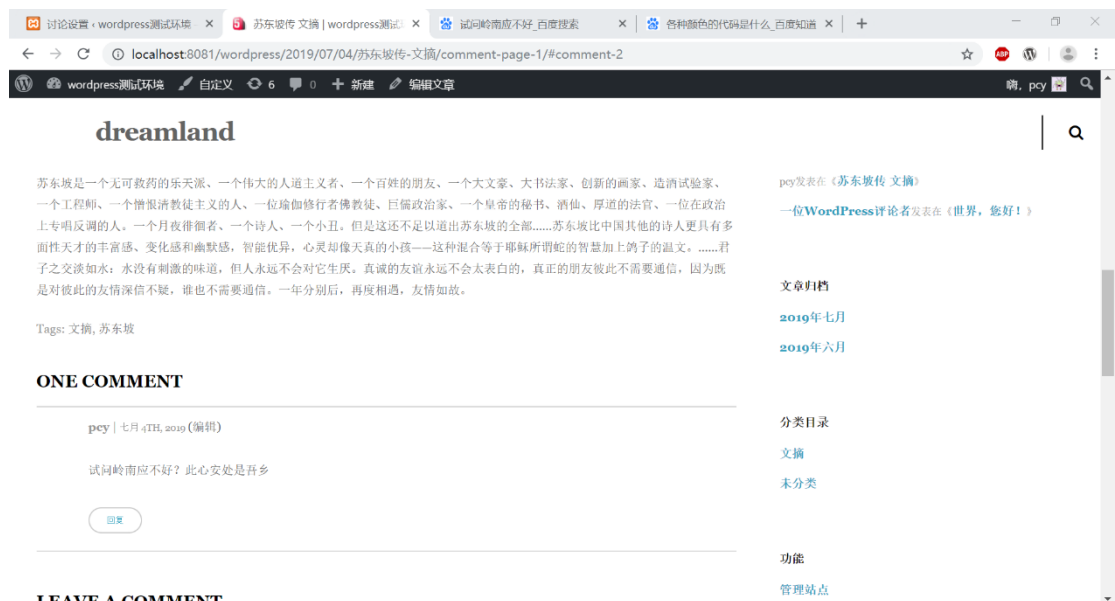 讨论设置 ‹ wordpress测试环境
苏东坡传 文摘 | wordpress测试
试问岭南应不好_百度搜索
各种颜色的代码是什么_百度知道
localhost:8081/wordpress/2019/07/04/苏东坡传-文摘/comment-page-1/#comment-2
ABP
wordpress测试环境 自定义 6 0 新建 编辑文章
嗨，pcy
dreamland
苏东坡是一个无可救药的乐天派、一个伟大的人道主义者、一个百姓的朋友、一个大文豪、大书法家、创新的画家、造酒试验家、
一个工程师、一个憎恨清教徒主义的人、一位瑜伽修行者佛教徒、巨儒政治家、一个皇帝的秘书、酒仙、厚道的法官、一位在政治
上专唱反调的人。一个月夜徘徊者、一个诗人、一个小丑。但是这还不足以道出苏东坡的全部……苏东坡比中国其他的诗人更具有多
面性天才的丰富感、变化感和幽默感，智能优异，心灵却像天真的小孩——这种混合等于耶稣所谓蛇的智慧加上鸽子的温文。……君
子之交淡如水：水没有刺激的味道，但人永远不会对它生厌。真诚的友谊永远不会太表白的，真正的朋友彼此不需要通信，因为既
是对彼此的友情深信不疑，谁也不需要通信。一年分别后，再度相遇，友情如故。
Tags: 文摘, 苏东坡
ONE COMMENT
pcy | 七月 4TH, 2019 (编辑)
试问岭南应不好？此心安处是吾乡
回复
LEAVE A COMMENT
pcy发表在《苏东坡传 文摘》
一位WordPress评论者发表在《世界，您好！》
文章归档
2019年七月
2019年六月
分类目录
文摘
未分类
功能
管理站点